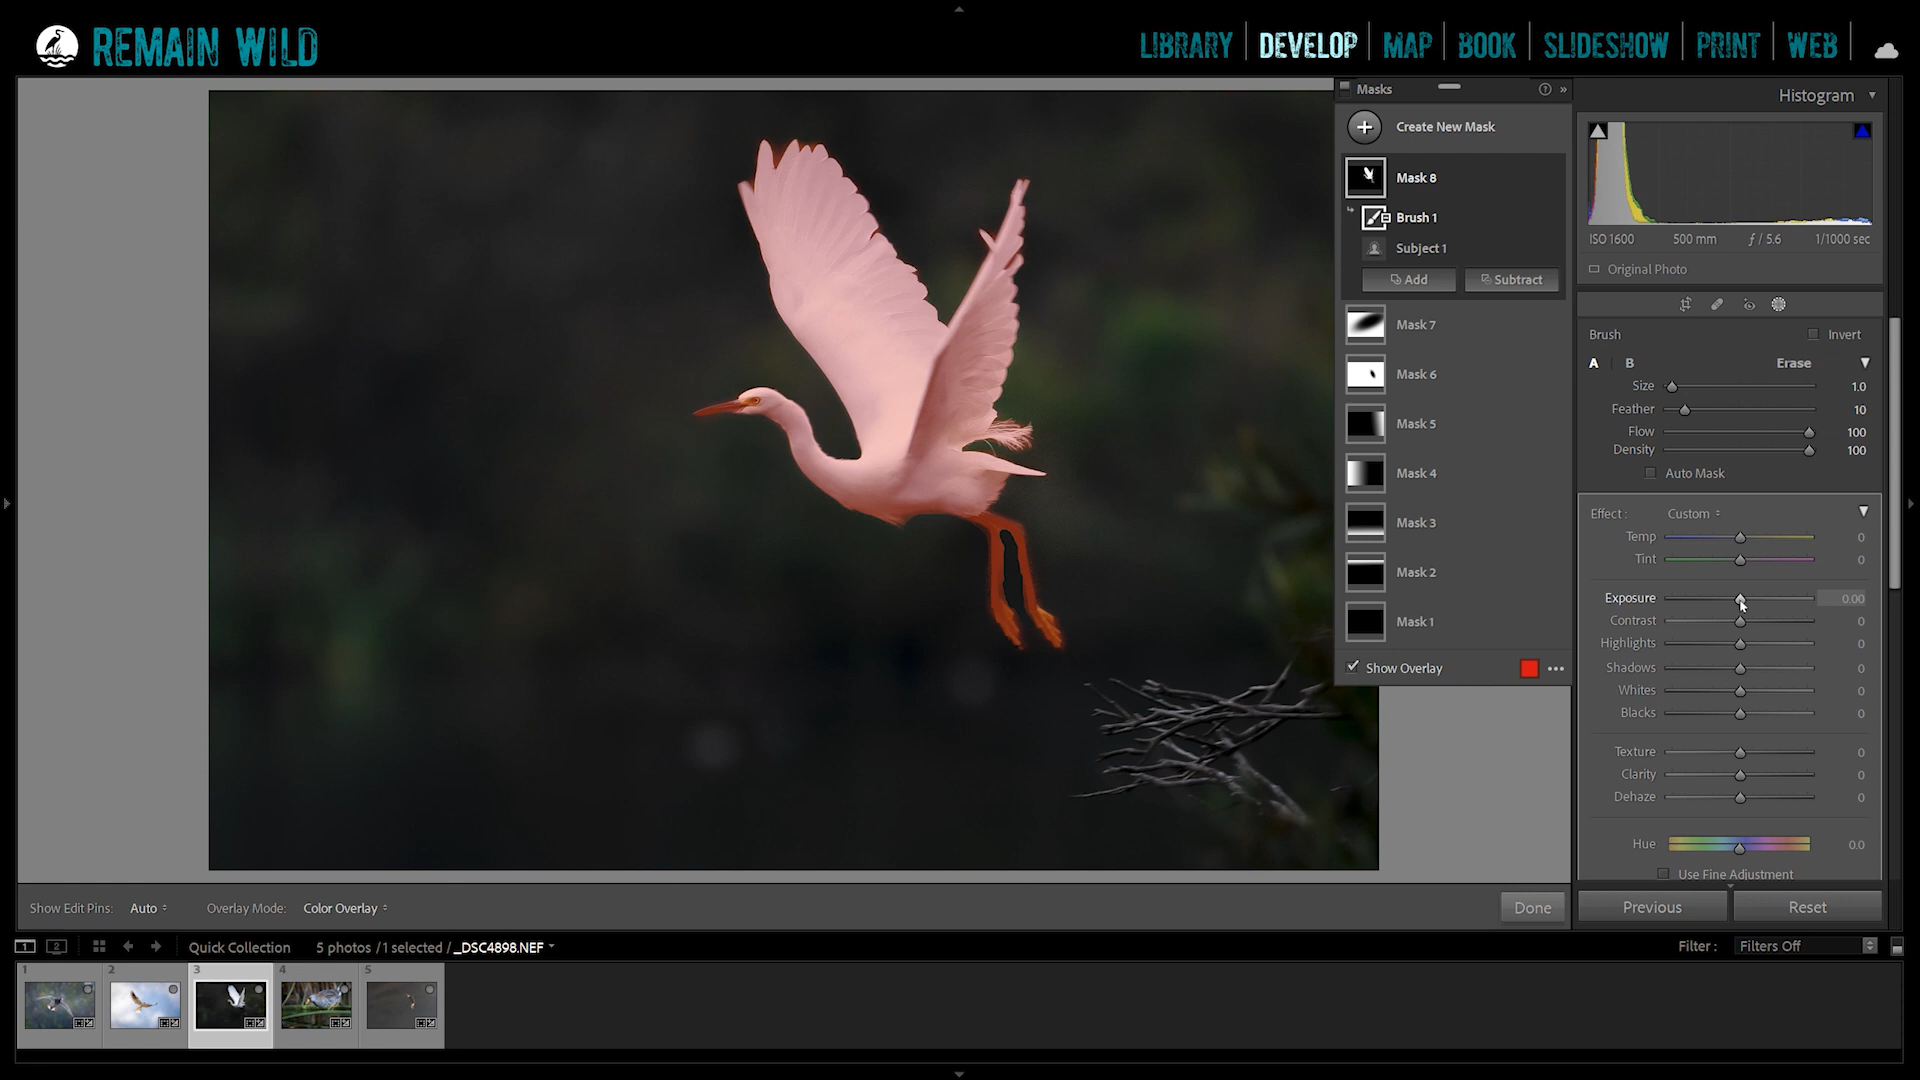 REMAIN WILD
LIBRARY DEVELOP MAP BOOK SLIDESHOW PRINT WEB
Masks
Create New Mask
Mask 8
Brush 1
Subject 1
Add Subtract
Mask 7
Mask 6
Mask 5
Mask 4
Mask 3
Mask 2
Mask 1
Show Overlay
Histogram
ISO 1600 500 mm ƒ / 5.6 1/1000 sec
Original Photo
Brush Invert
A B Erase
Size 1.0
Feather 10
Flow 100
Density 100
Auto Mask
Effect : Custom
Temp 0
Tint 0
Exposure 0.00
Contrast 0
Highlights 0
Shadows 0
Whites 0
Blacks 0
Texture 0
Clarity 0
Dehaze 0
Hue 0.0
Use Fine Adjustment
Show Edit Pins: Auto Overlay Mode: Color Overlay Done
Previous Reset
1 2 Quick Collection 5 photos / 1 selected / _DSC4898.NEF Filter : Filters Off
1 2 3 4 5